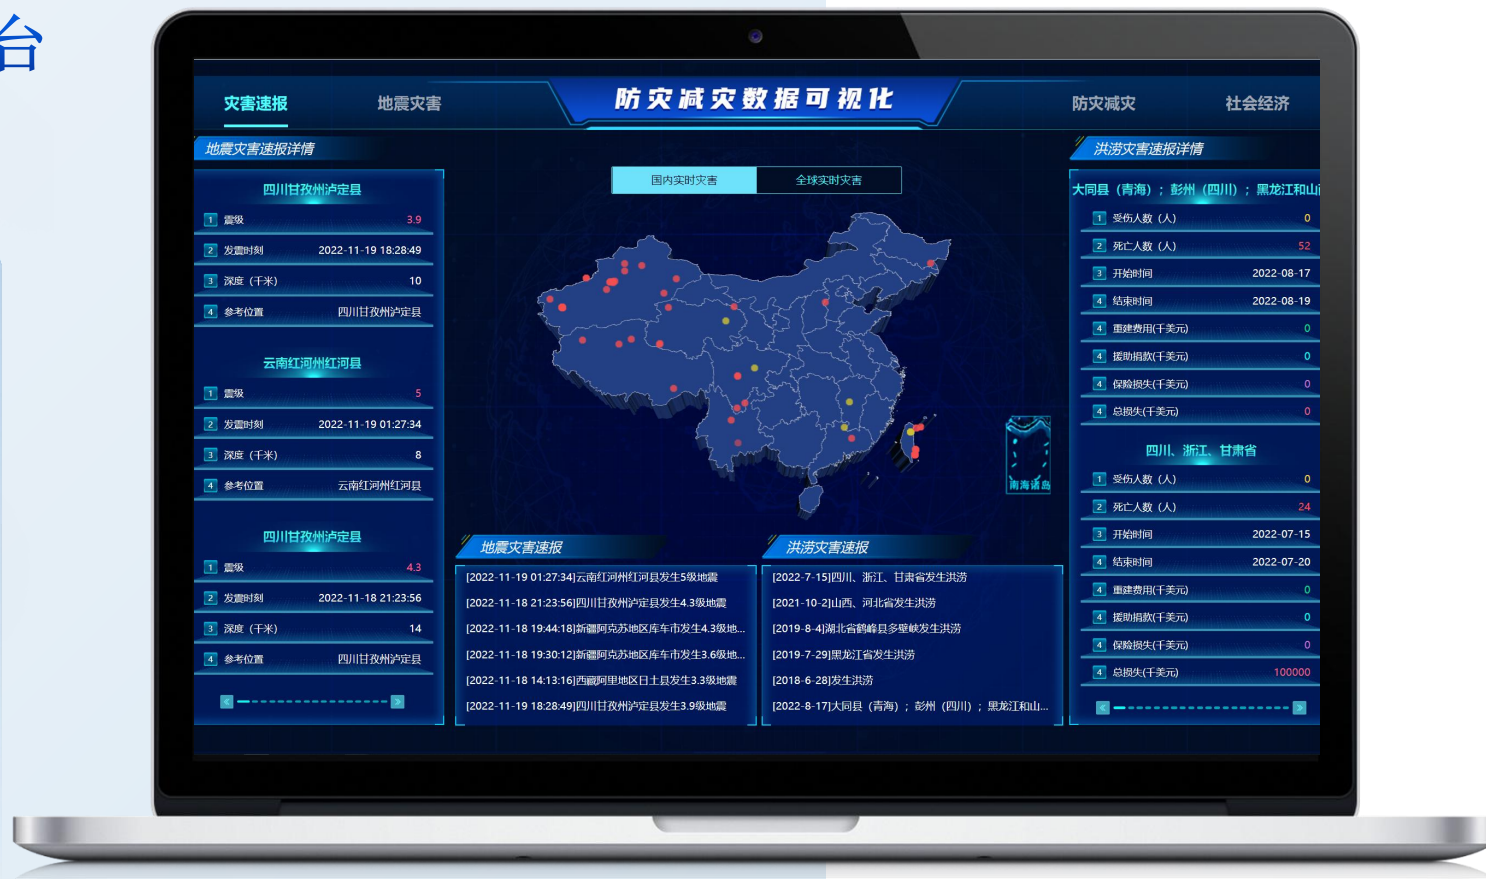 台
灾害速报
地震灾害
防灾减灾数据可视化
防灾减灾
社会经济
地震灾害速报详情
四川甘孜州泸定县
1 震级 3.9
2 发震时刻 2022-11-19 18:28:49
3 深度（千米） 10
4 参考位置 四川甘孜州泸定县
云南红河州红河县
1 震级 5
2 发震时刻 2022-11-19 01:27:34
3 深度（千米） 8
4 参考位置 云南红河州红河县
四川甘孜州泸定县
1 震级 4.3
2 发震时刻 2022-11-18 21:23:56
3 深度（千米） 14
4 参考位置 四川甘孜州泸定县
国内实时灾害
全球实时灾害
南海诸岛
地震灾害速报
[2022-11-19 01:27:34]云南红河州红河县发生5级地震
[2022-11-18 21:23:56]四川甘孜州泸定县发生4.3级地震
[2022-11-18 19:44:18]新疆阿克苏地区库车市发生4.3级地...
[2022-11-18 19:30:12]新疆阿克苏地区库车市发生3.6级地...
[2022-11-18 14:13:16]西藏阿里地区日土县发生3.3级地震
[2022-11-19 18:28:49]四川甘孜州泸定县发生3.9级地震
洪涝灾害速报
[2022-7-15]四川、浙江、甘肃省发生洪涝
[2021-10-2]山西、河北省发生洪涝
[2019-8-4]湖北省鹤峰县多壁峡发生洪涝
[2019-7-29]黑龙江省发生洪涝
[2018-6-28]发生洪涝
[2022-8-17]大同县（青海）；彭州（四川）；黑龙江和山...
洪涝灾害速报详情
大同县（青海）；彭州（四川）；黑龙江和山
1 受伤人数（人） 0
2 死亡人数（人） 52
3 开始时间 2022-08-17
4 结束时间 2022-08-19
4 重建费用(千美元) 0
4 援助捐款(千美元) 0
4 保险损失(千美元) 0
4 总损失(千美元) 0
四川、浙江、甘肃省
1 受伤人数（人） 0
2 死亡人数（人） 24
3 开始时间 2022-07-15
4 结束时间 2022-07-20
4 重建费用(千美元) 0
4 援助捐款(千美元) 0
4 保险损失(千美元) 0
4 总损失(千美元) 100000